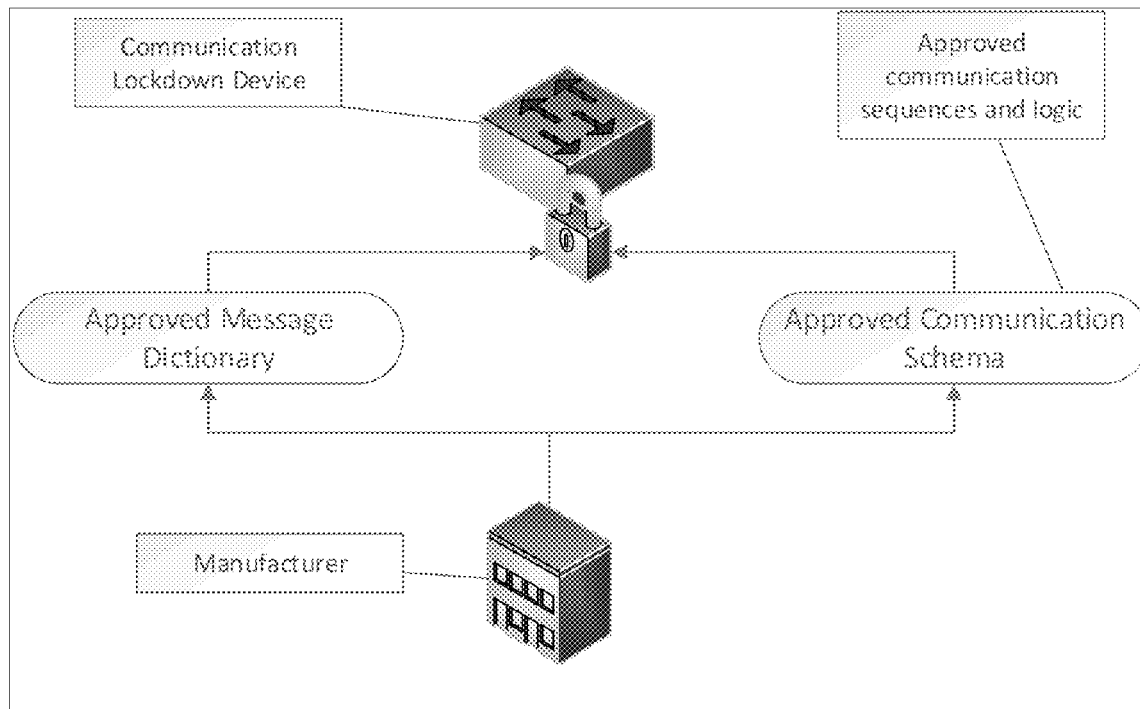 Communication
Lockdown Device
Approved
communication
sequences and logic
Approved Message
Dictionary
Approved Communication
Schema
Manufacturer